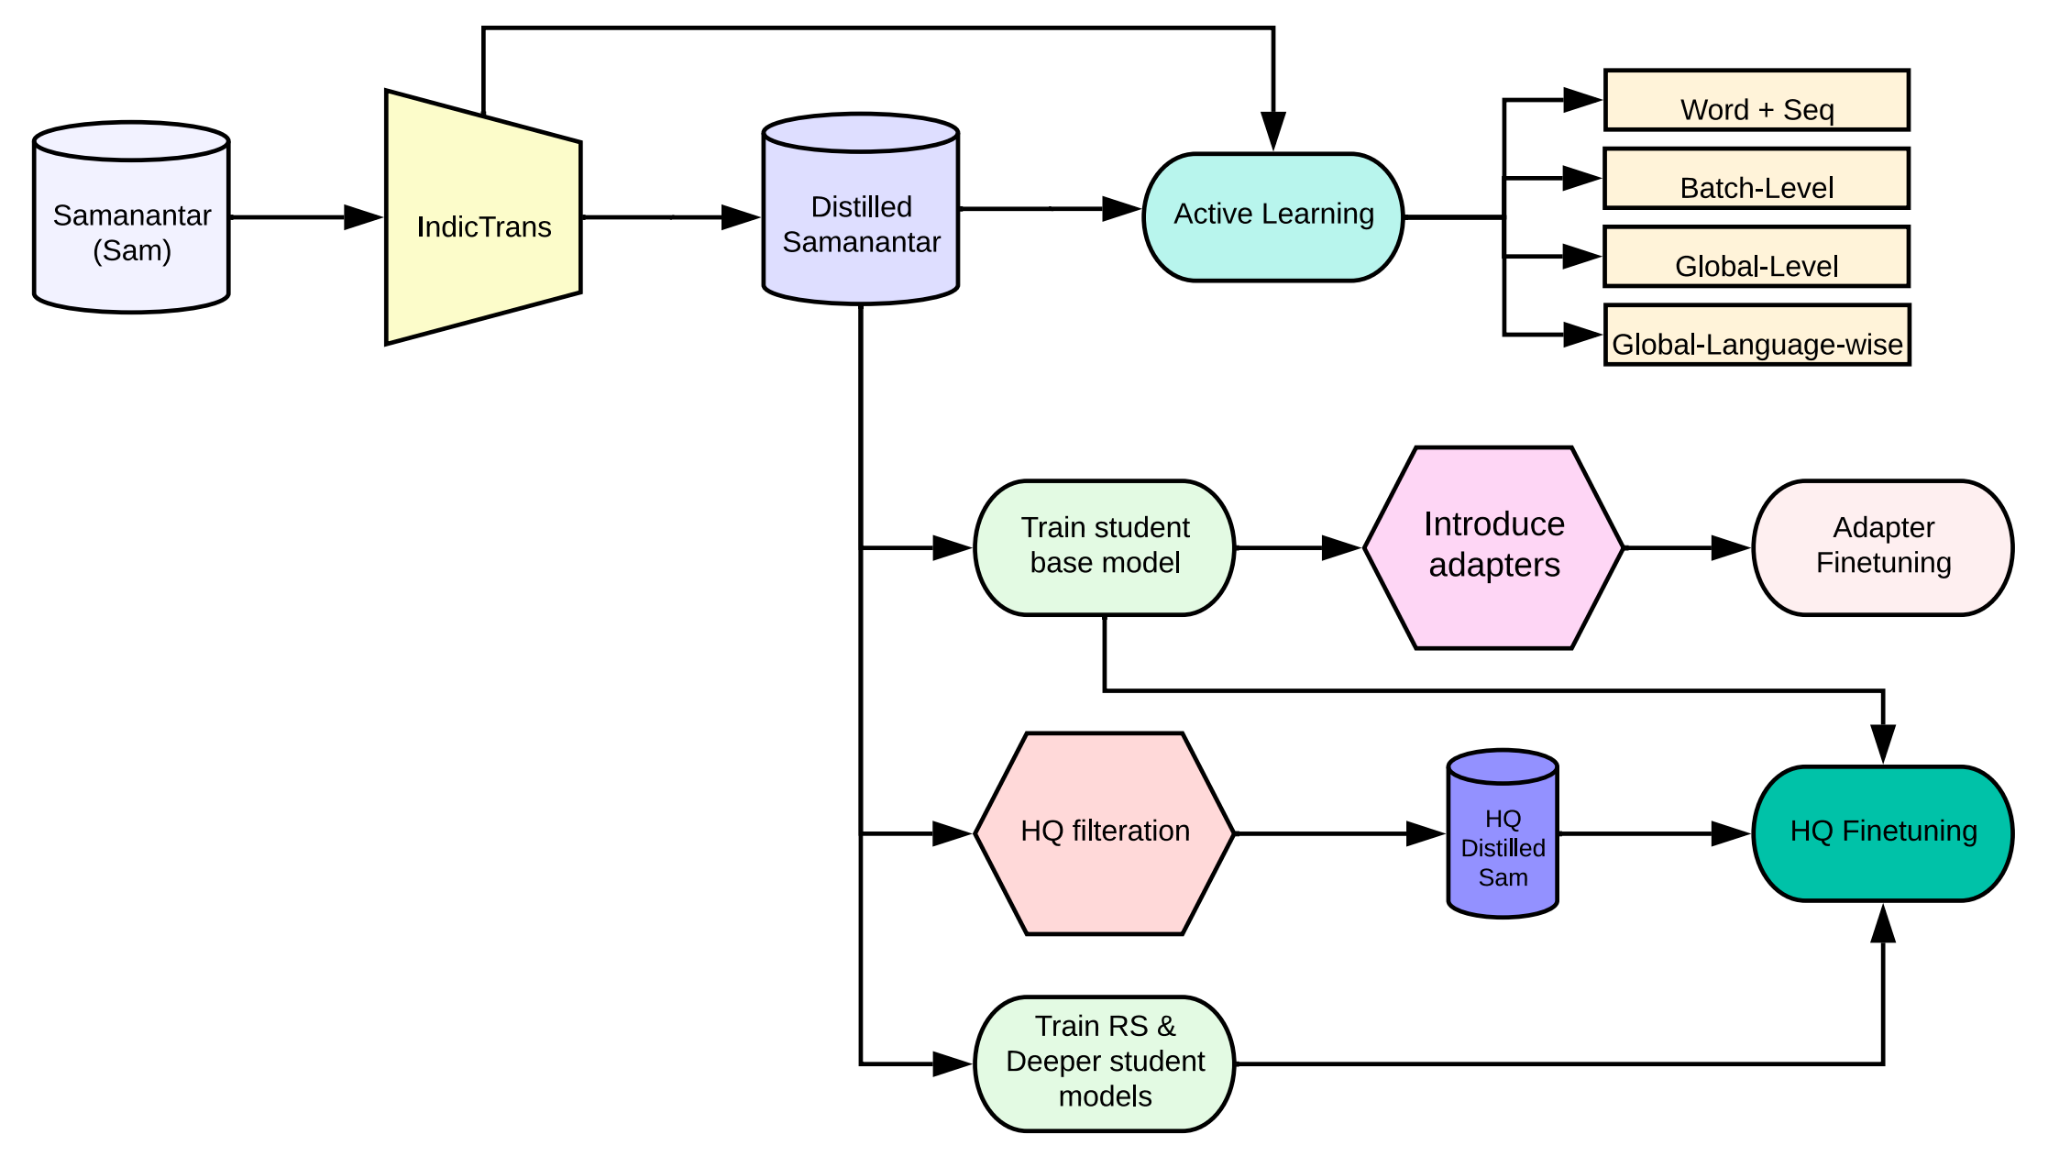 Samanantar
(Sam)
IndicTrans
Distilled
Samanantar
Active Learning
Word + Seq
Batch-Level
Global-Level
Global-Language-wise
Train student
base model
Introduce
adapters
Adapter
Finetuning
HQ filteration
HQ
Distilled
Sam
HQ Finetuning
Train RS &
Deeper student
models